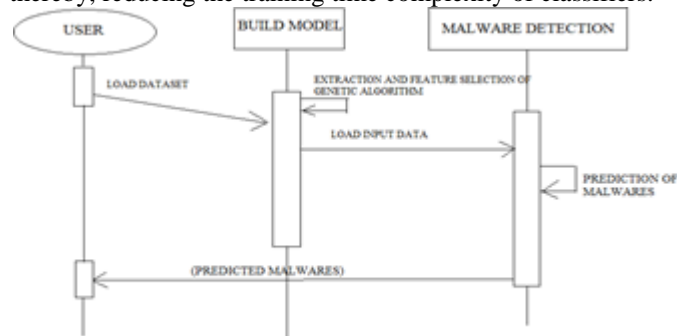 thereby, reducing the training time complexity of classifiers.
USER
BUILD MODEL
MALWARE DETECTION
LOAD DATASET
EXTRACTION AND FEATURE SELECTION OF
GENETIC ALGORITHM
LOAD INPUT DATA
PREDICTION OF
MALWARES
(PREDICTED MALWARES)